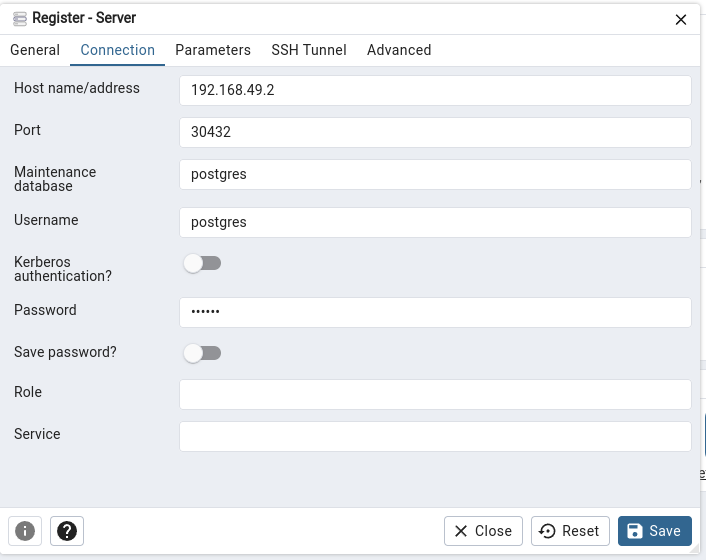 Register - Server
General Connection Parameters SSH Tunnel Advanced
Host name/address 192.168.49.2
Port 30432
Maintenance
database postgres
Username postgres
Kerberos
authentication?
Password ••••••
Save password?
Role
Service
Close Reset Save